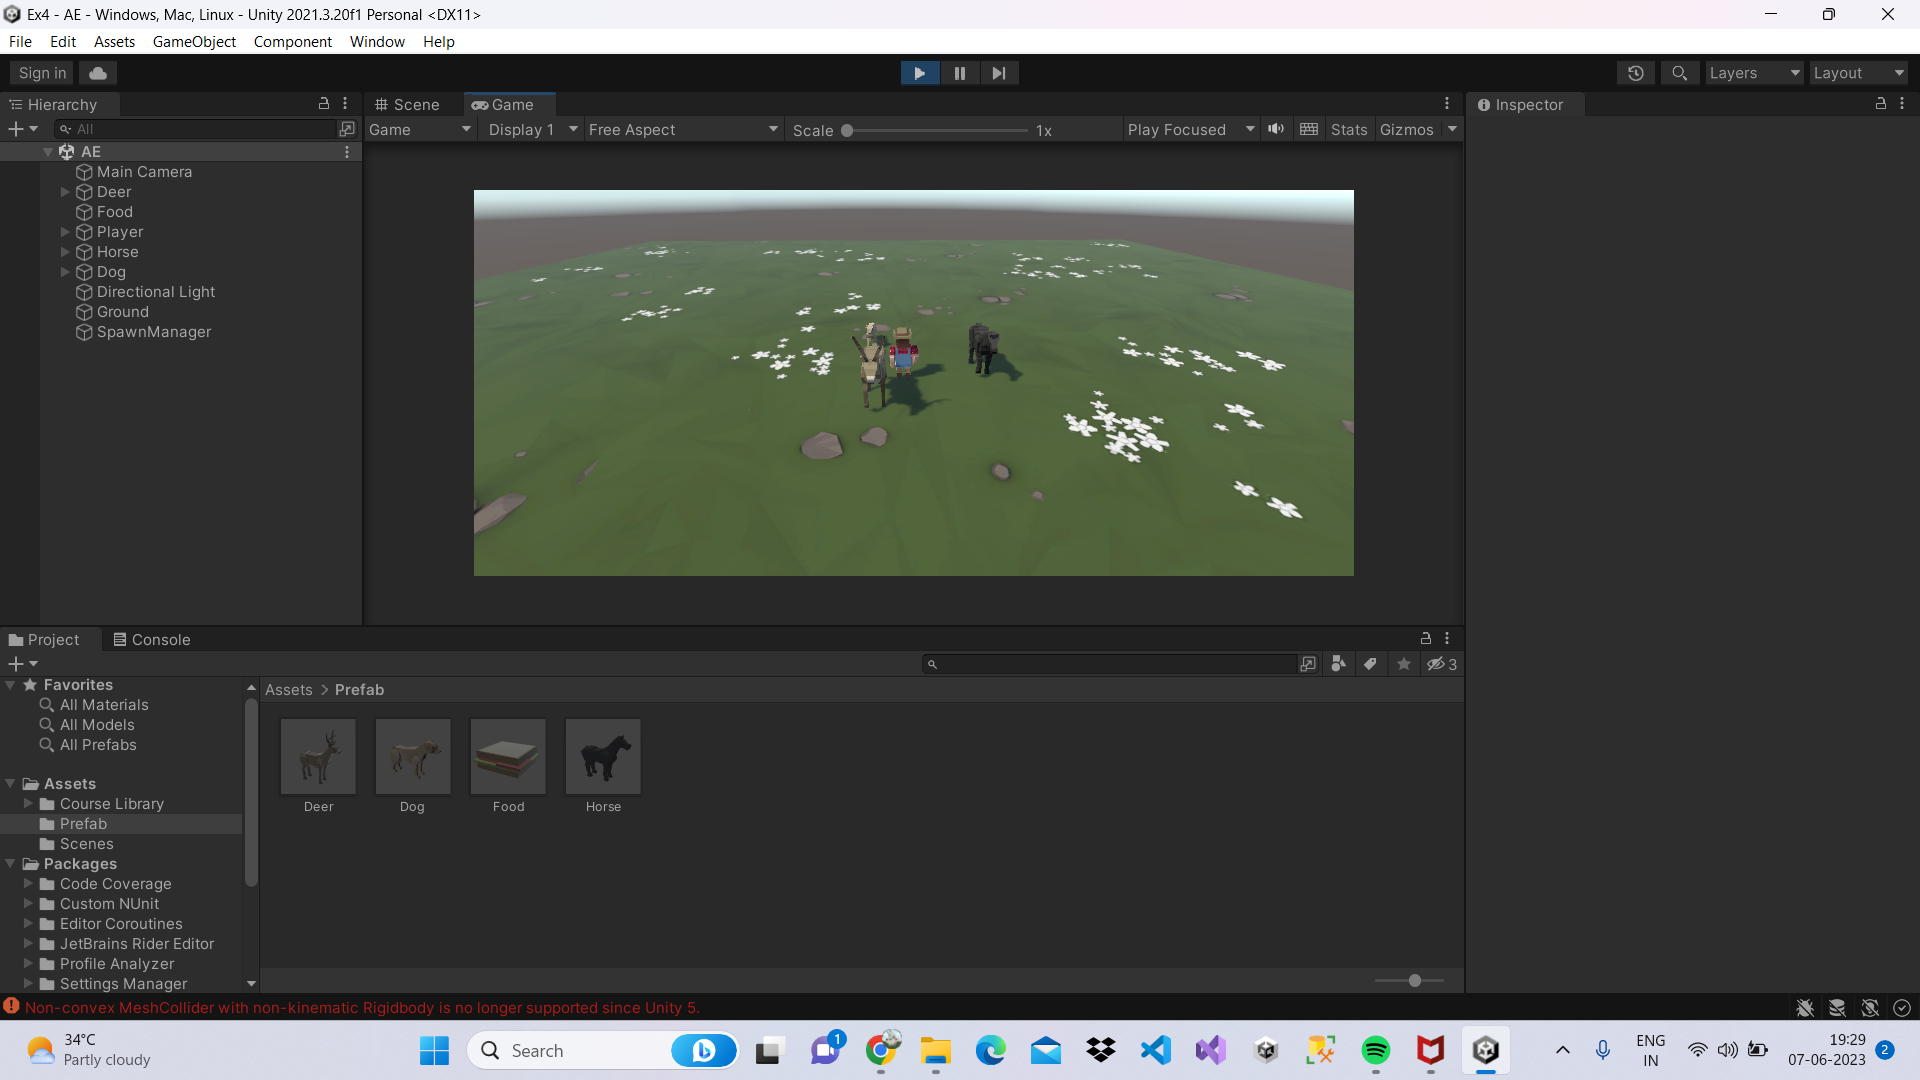 Ex4 - AE - Windows, Mac, Linux - Unity 2021.3.20f1 Personal <DX11>
File Edit Assets GameObject Component Window Help
Sign in
Layers
Layout
Hierarchy
Scene
Game
Inspector
All
Game
Display 1
Free Aspect
Scale
1x
Play Focused
Stats
Gizmos
AE
Main Camera
Deer
Food
Player
Horse
Dog
Directional Light
Ground
SpawnManager
Project
Console
3
Favorites
All Materials
All Models
All Prefabs
Assets
Course Library
Prefab
Scenes
Packages
Code Coverage
Custom NUnit
Editor Coroutines
JetBrains Rider Editor
Profile Analyzer
Settings Manager
Assets > Prefab
Deer
Dog
Food
Horse
Non-convex MeshCollider with non-kinematic Rigidbody is no longer supported since Unity 5.
34°C
Partly cloudy
Search
1
ENG
IN
19:29
07-06-2023
2